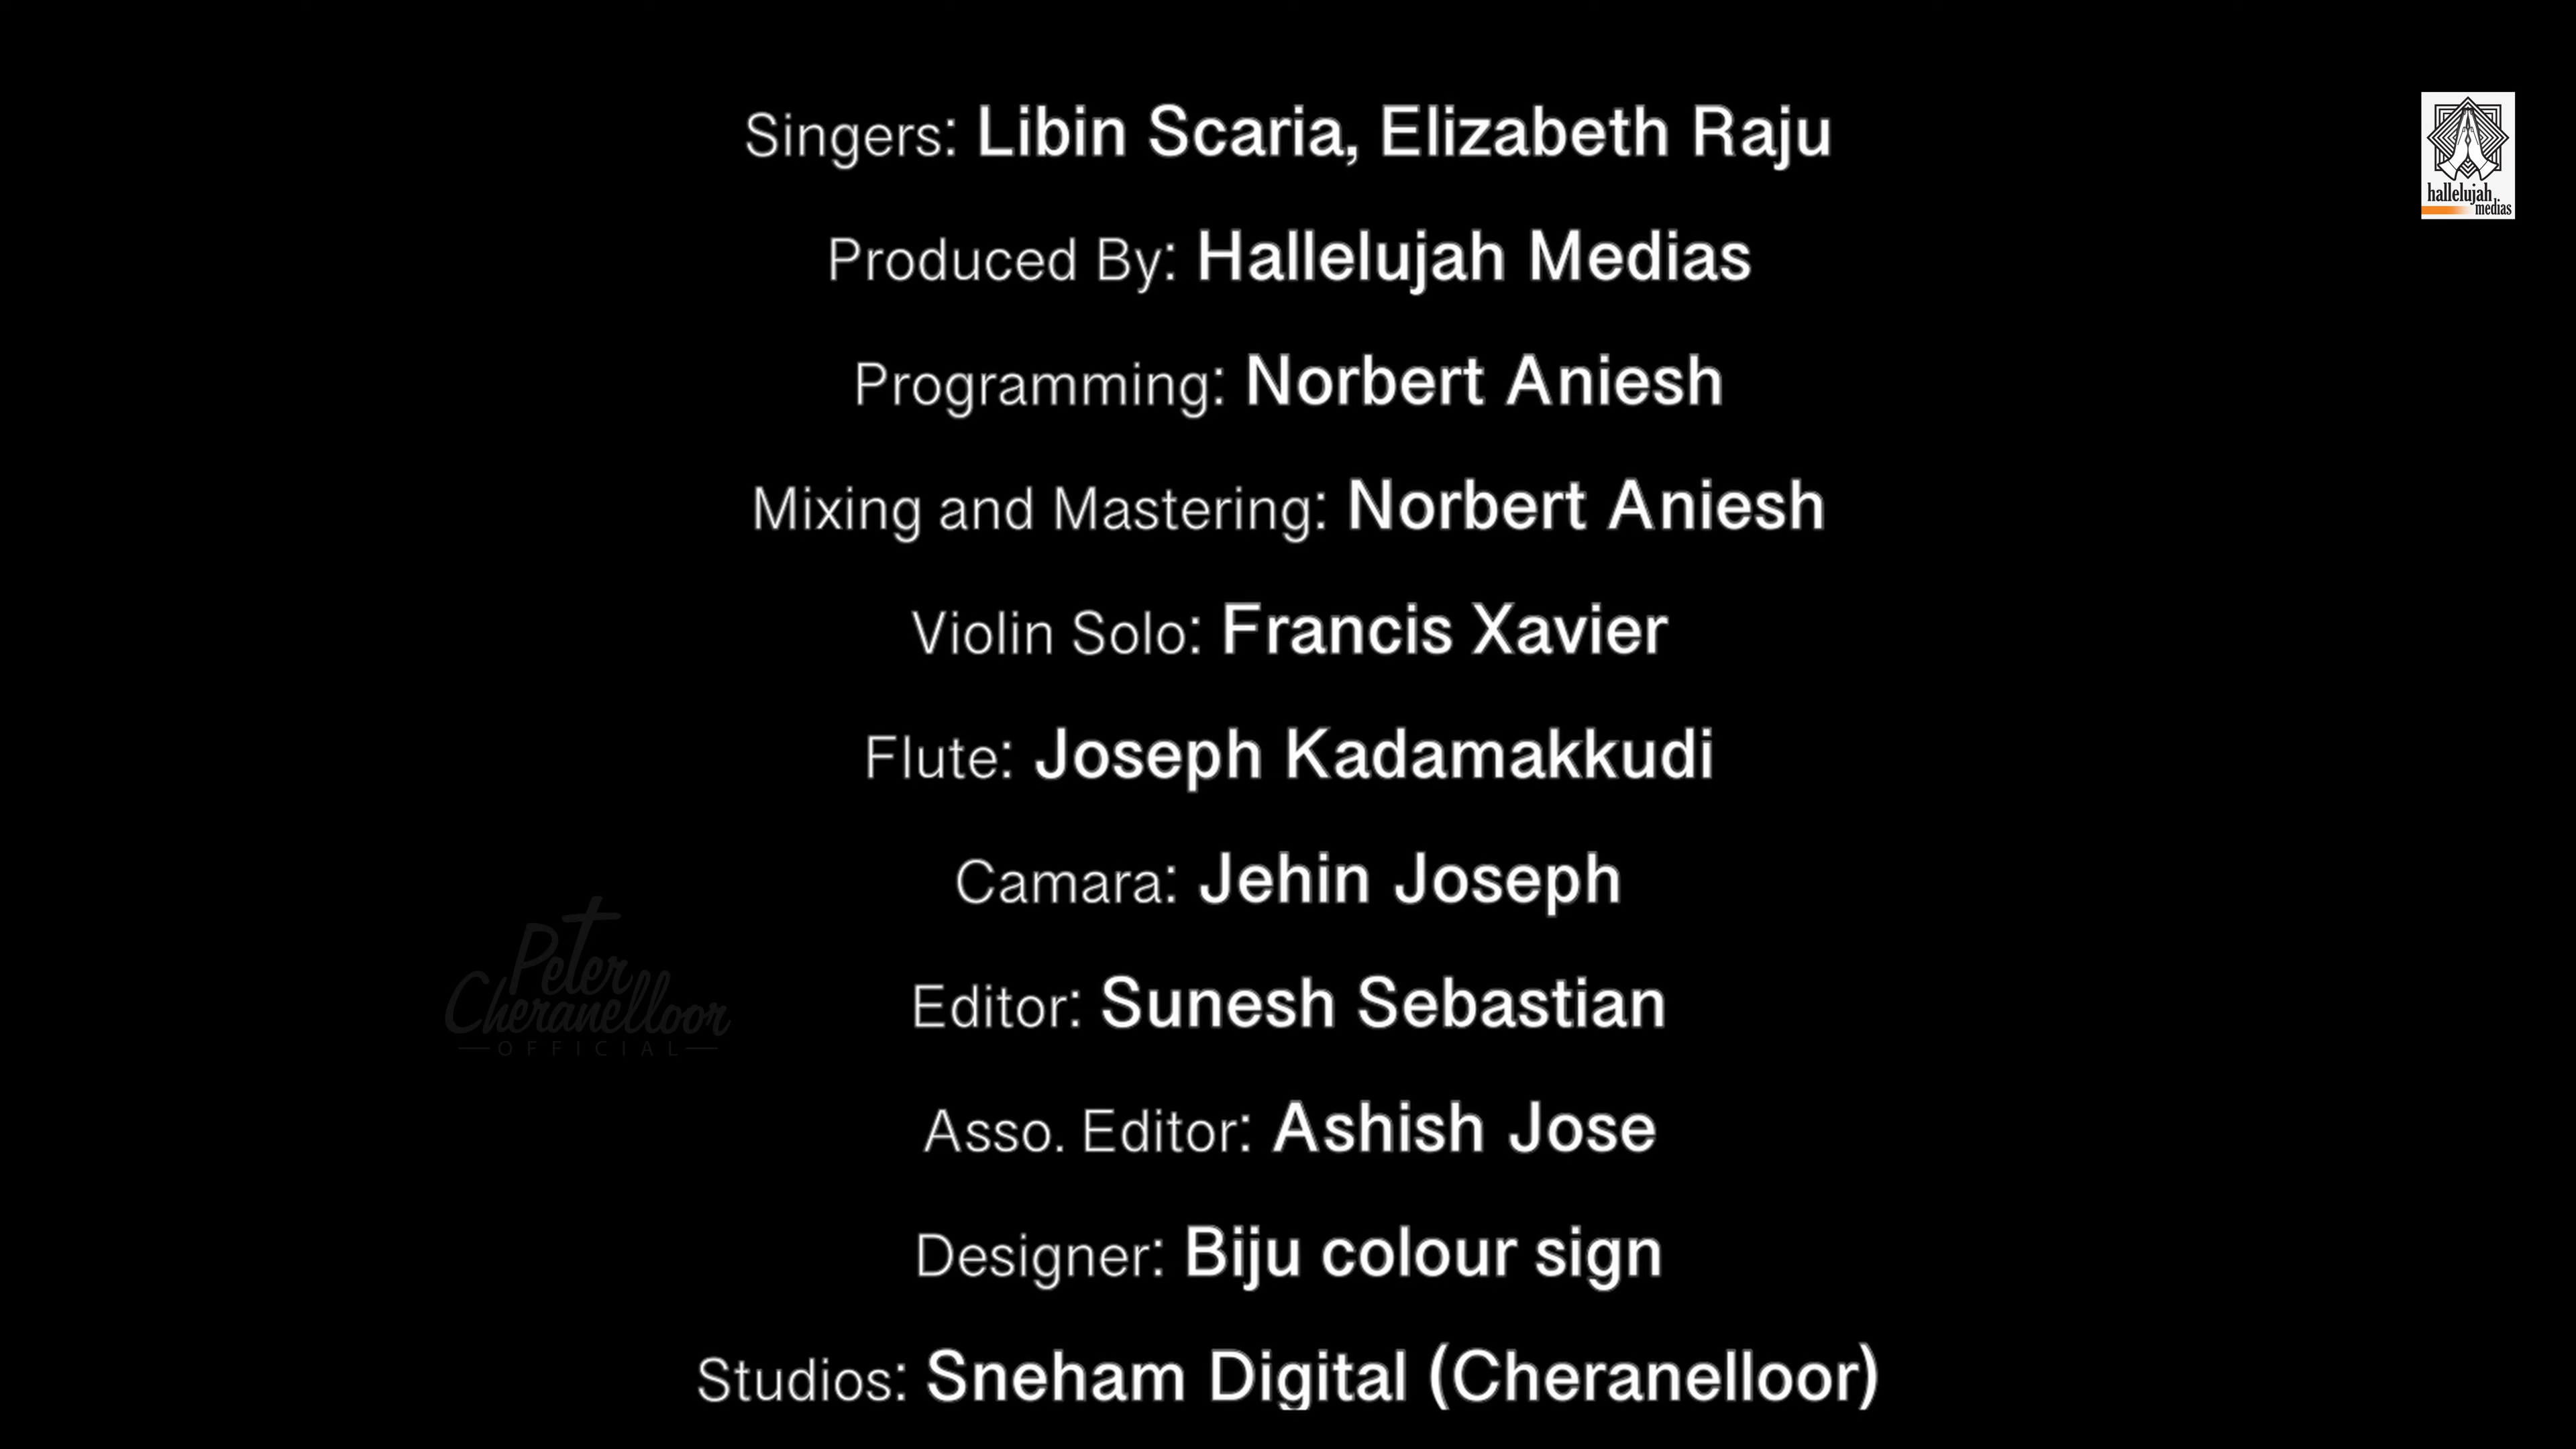 Singers: Libin Scaria, Elizabeth Raju
hallelujah
medias
Produced By: Hallelujah Medias
Programming: Norbert Aniesh
Mixing and Mastering: Norbert Aniesh
Violin Solo: Francis Xavier
Flute: Joseph Kadamakkudi
Camara: Jehin Joseph
Peter
Cheranelloor
OFFICIAL
Editor: Sunesh Sebastian
Asso. Editor: Ashish Jose
Designer: Biju colour sign
Studios: Sneham Digital (Cheranelloor)